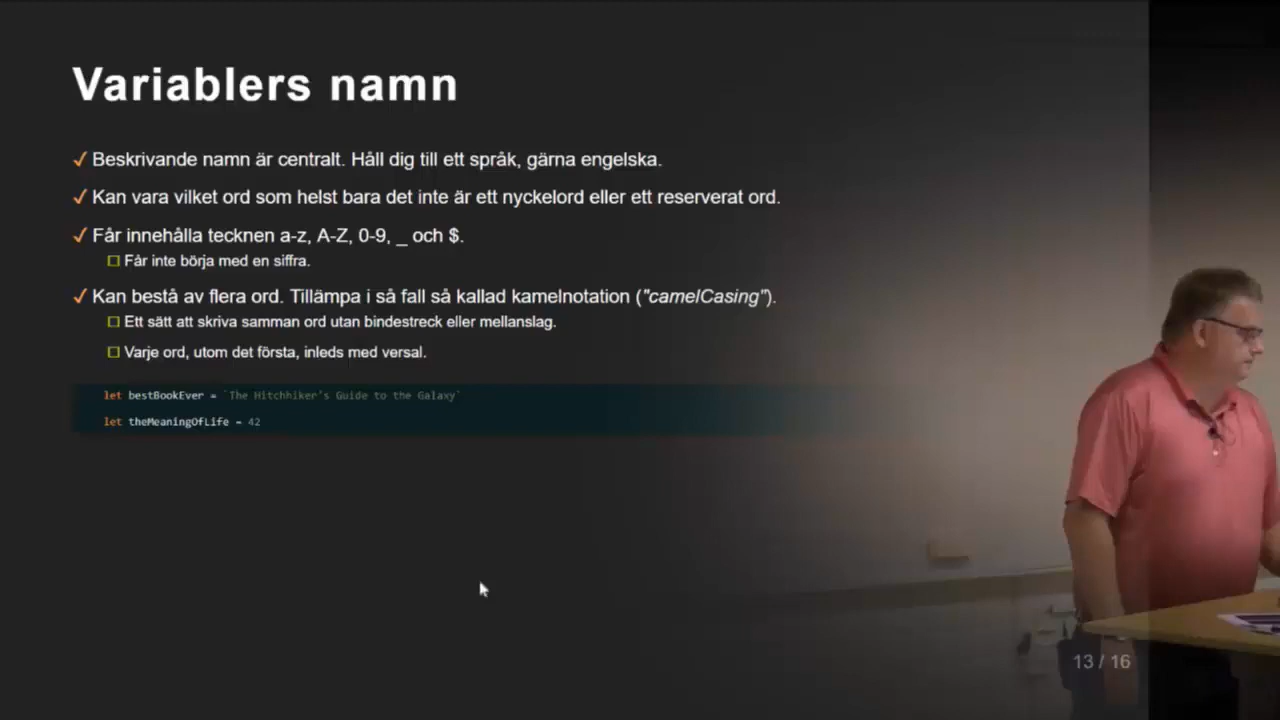 Variablers namn
Beskrivande namn är centralt. Håll dig till ett språk, gärna engelska.
Kan vara vilket ord som helst bara det inte är ett nyckelord eller ett reserverat ord.
Får innehålla tecknen a-z, A-Z, 0-9, _ och $.
Får inte börja med en siffra.
Kan bestå av flera ord. Tillämpa i så fall så kallad kamelnotation ("camelCasing").
Ett sätt att skriva samman ord utan bindestreck eller mellanslag.
Varje ord, utom det första, inleds med versal.
let bestBookEver = `The Hitchhiker's Guide to the Galaxy`
let theMeaningOfLife = 42
13 / 16